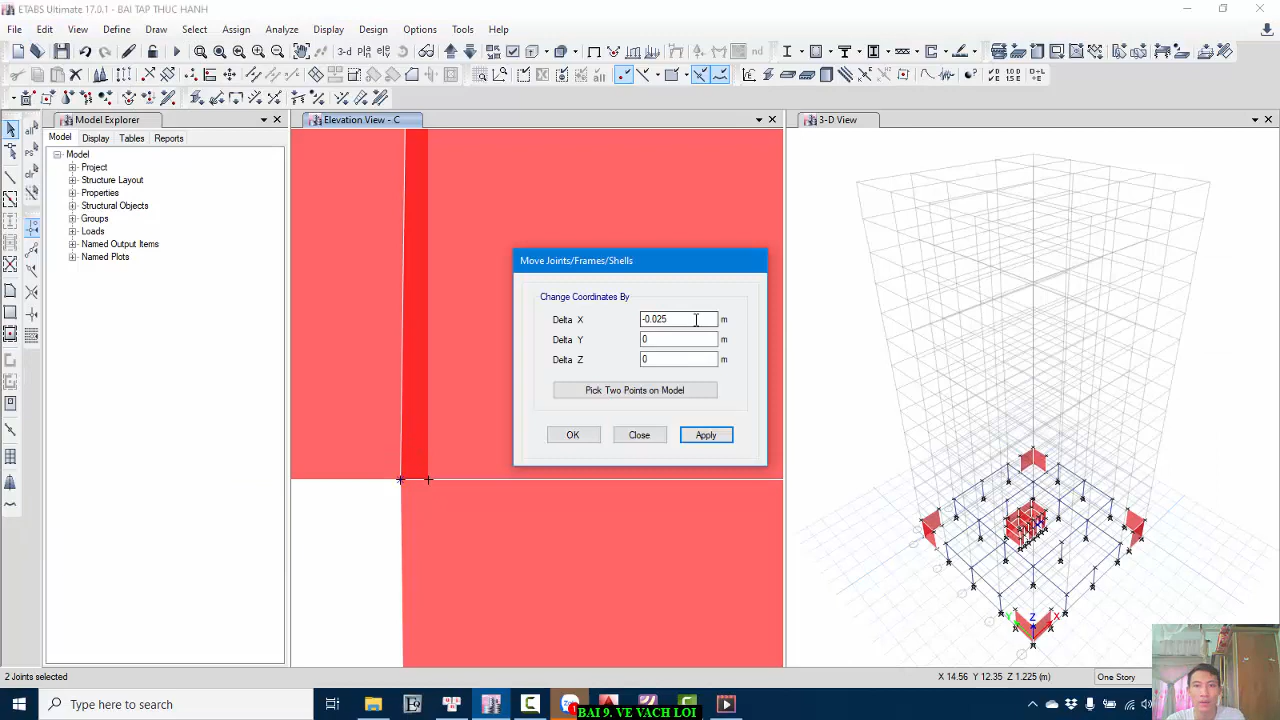 ETABS Ultimate 17.0.1 - BAI TAP THUC HANH
File Edit View Define Draw Select Assign Analyze Display Design Options Tools Help
3-d nd
Model Explorer Elevation View - C 3-D View
Model Display Tables Reports
Model
Project
Structure Layout
Properties
Structural Objects
Groups
Loads
Named Output Items
Named Plots
Move Joints/Frames/Shells
Change Coordinates By
Delta X -0.025 m
Delta Y 0 m
Delta Z 0 m
Pick Two Points on Model
OK Close Apply
Y Z X
2 Joints selected X 14.56 Y 12.35 Z 1.225 (m) One Story
Type here to search
BAI 9. VE VACH LOI